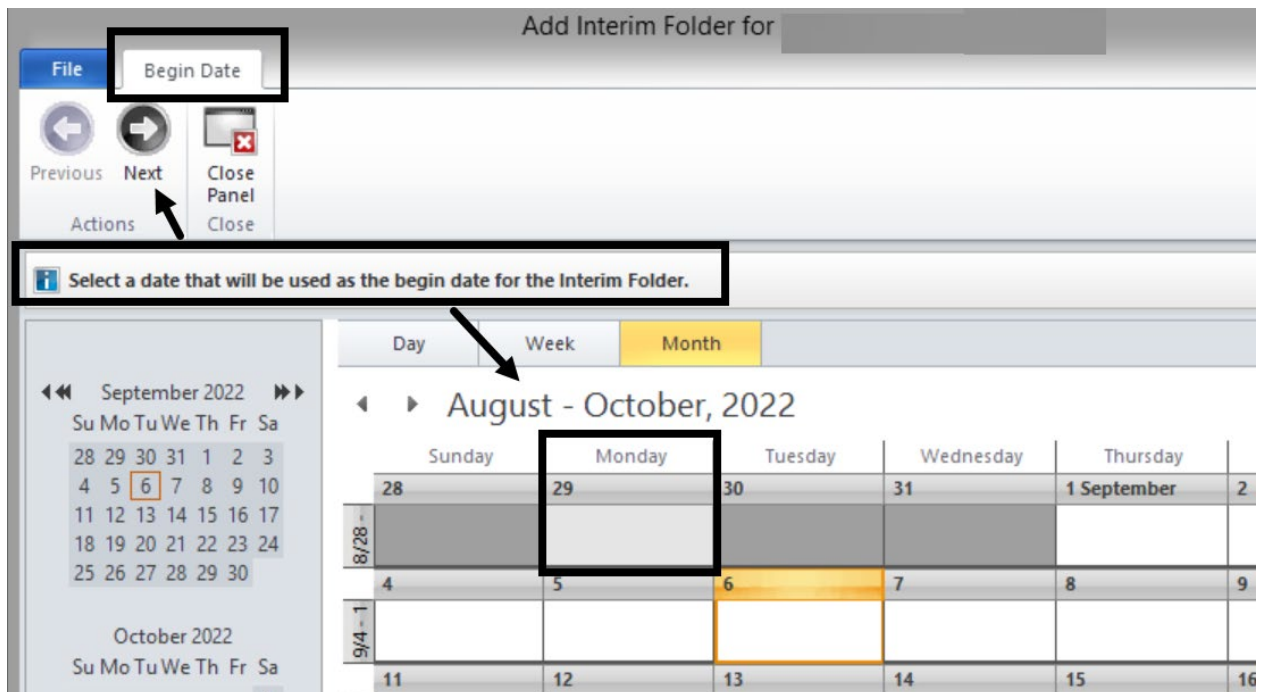 Add Interim Folder for
File Begin Date
Previous Next Close Panel
Actions Close
Select a date that will be used as the begin date for the Interim Folder.
Day Week Month
September 2022
Su Mo Tu We Th Fr Sa
28 29 30 31 1 2 3
4 5 6 7 8 9 10
11 12 13 14 15 16 17
18 19 20 21 22 23 24
25 26 27 28 29 30
October 2022
Su Mo Tu We Th Fr Sa
August - October, 2022
Sunday Monday Tuesday Wednesday Thursday
28 29 30 31 1 September 2
8/28 -
4 5 6 7 8 9
9/4 - 1
11 12 13 14 15 16